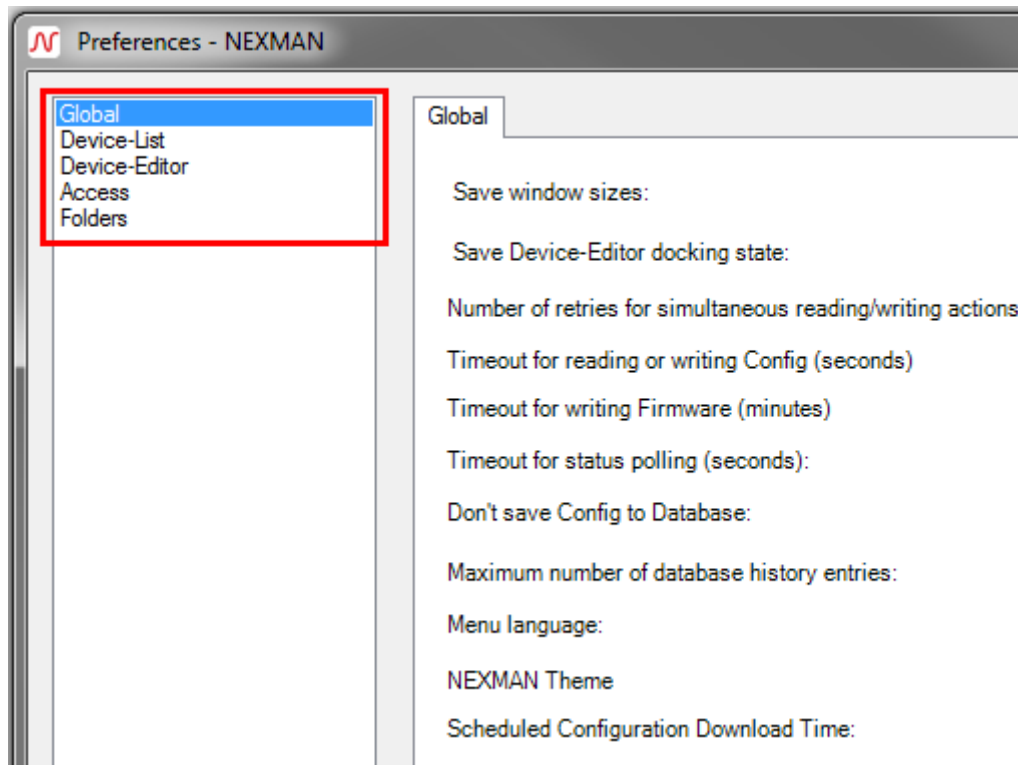 Preferences - NEXMAN
Global
Device-List
Device-Editor
Access
Folders
Global
Save window sizes:
Save Device-Editor docking state:
Number of retries for simultaneous reading/writing actions
Timeout for reading or writing Config (seconds)
Timeout for writing Firmware (minutes)
Timeout for status polling (seconds):
Don't save Config to Database:
Maximum number of database history entries:
Menu language:
NEXMAN Theme
Scheduled Configuration Download Time: